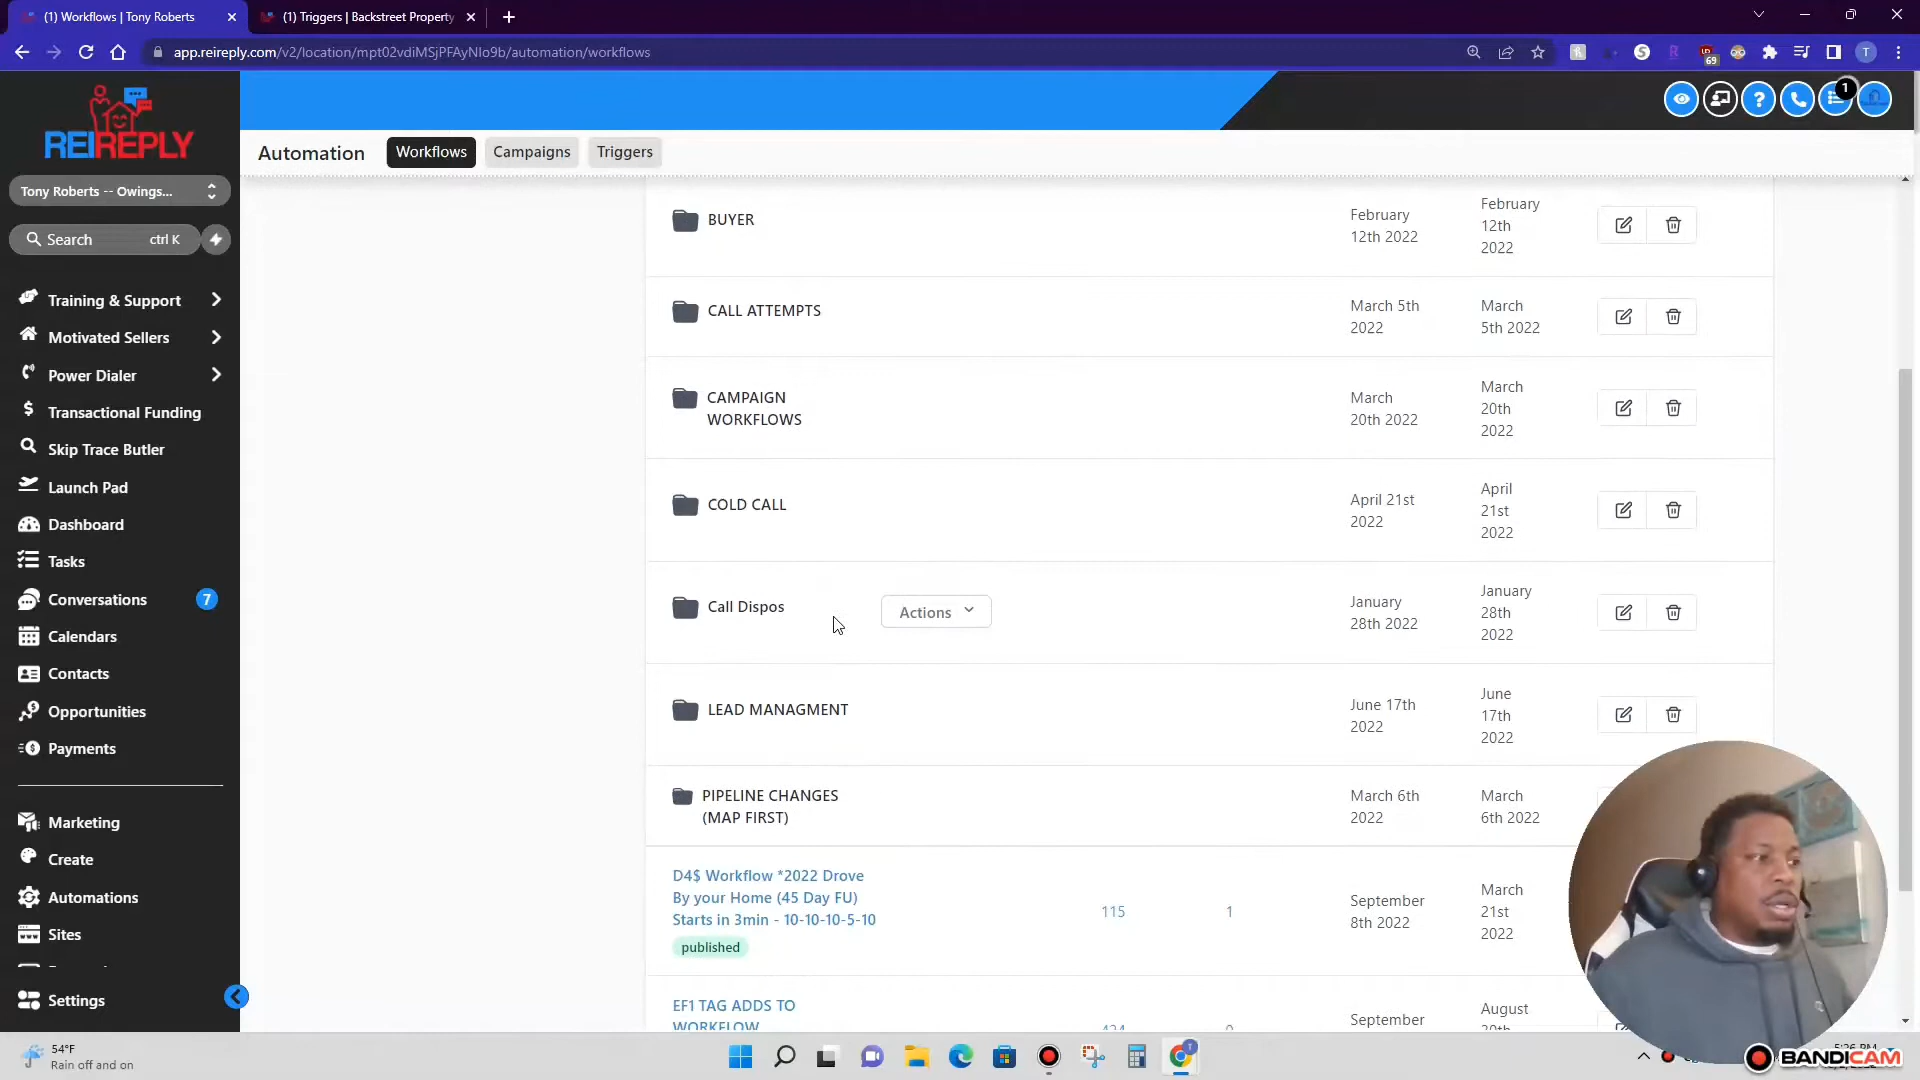 (1) Workflows | Tony Roberts
(1) Triggers | Backstreet Property
app.reireply.com/v2/location/mpt02vdiMSjPFAyNIo9b/automation/workflows
69
T
REIREPLY
1
Automation
Workflows
Campaigns
Triggers
Tony Roberts -- Owings...
Search
ctrl K
Training & Support
Motivated Sellers
Power Dialer
Transactional Funding
Skip Trace Butler
Launch Pad
Dashboard
Tasks
Conversations
7
Calendars
Contacts
Opportunities
Payments
Marketing
Create
Automations
Sites
Settings
BUYER
February
12th 2022
February
12th
2022
CALL ATTEMPTS
March 5th
2022
March
5th 2022
CAMPAIGN
WORKFLOWS
March
20th 2022
March
20th
2022
COLD CALL
April 21st
2022
April
21st
2022
Call Dispos
Actions
January
28th 2022
January
28th
2022
LEAD MANAGMENT
June 17th
2022
June
17th
2022
PIPELINE CHANGES
(MAP FIRST)
March 6th
2022
March
6th 2022
D4$ Workflow *2022 Drove
By your Home (45 Day FU)
Starts in 3min - 10-10-10-5-10
published
115
1
September
8th 2022
March
21st
2022
EF1 TAG ADDS TO
WORKFLOW
September
August
54°F
Rain off and on
BANDICAM